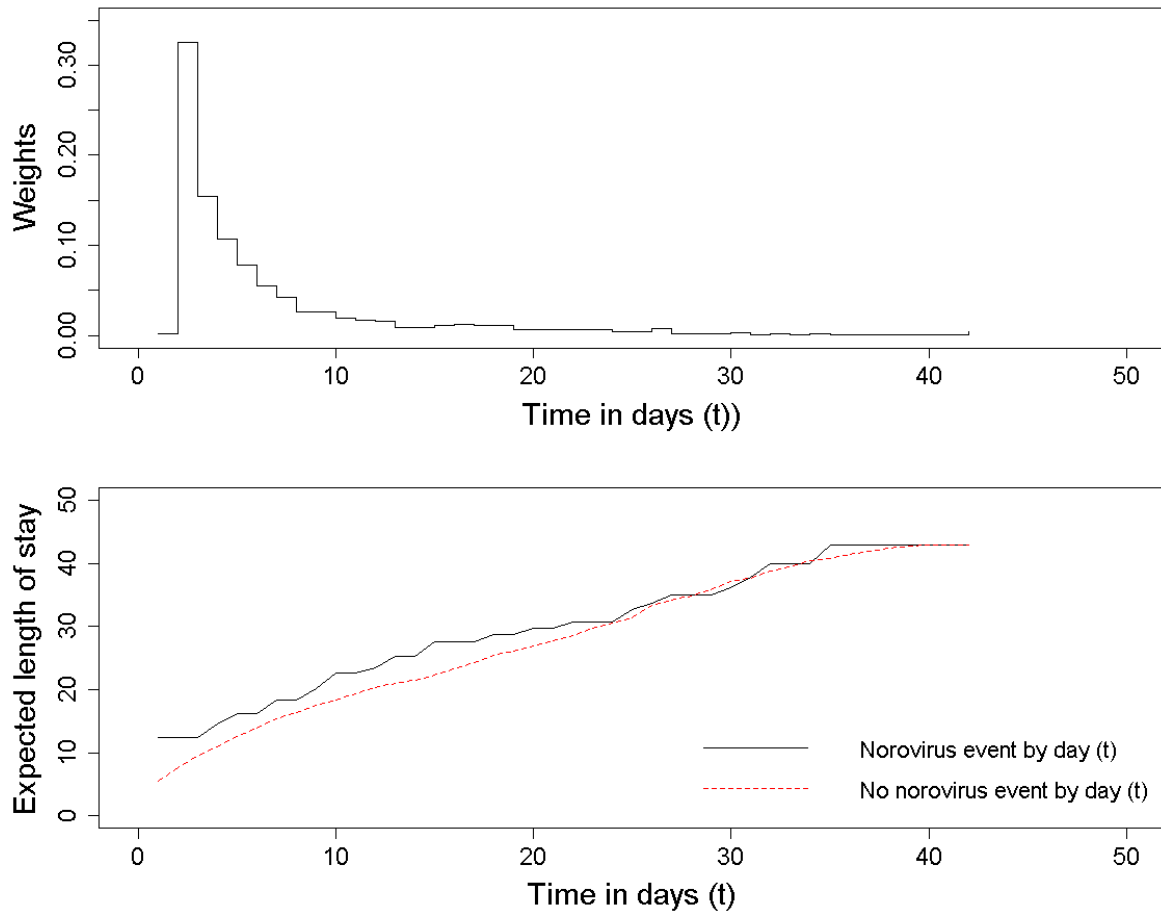 Weights
0.30
0.20
0.10
0.00
0 10 20 30 40 50
Time in days (t))
Expected length of stay
50
40
30
20
10
0
Norovirus event by day (t)
No norovirus event by day (t)
0 10 20 30 40 50
Time in days (t)